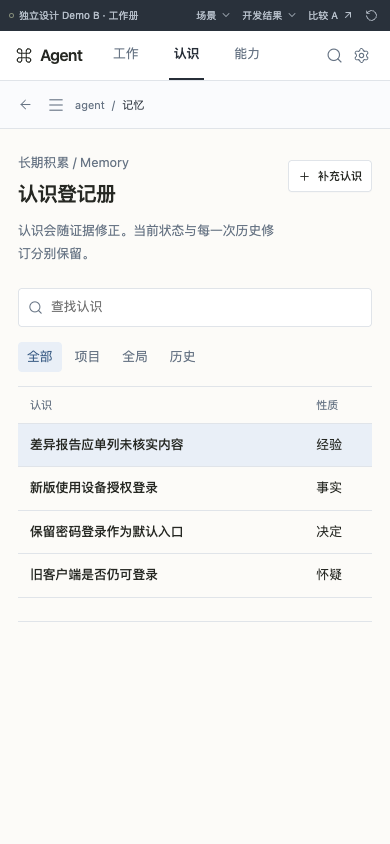 独立设计 Demo B · 工作册 场景 开发结果 比较 A
Agent 工作 认识 能力
agent / 记忆
长期积累 / Memory
认识登记册
补充认识
认识会随证据修正。当前状态与每一次历史修
订分别保留。
查找认识
全部 项目 全局 历史
认识 性质
差异报告应单列未核实内容 经验
新版使用设备授权登录 事实
保留密码登录作为默认入口 决定
旧客户端是否仍可登录 怀疑